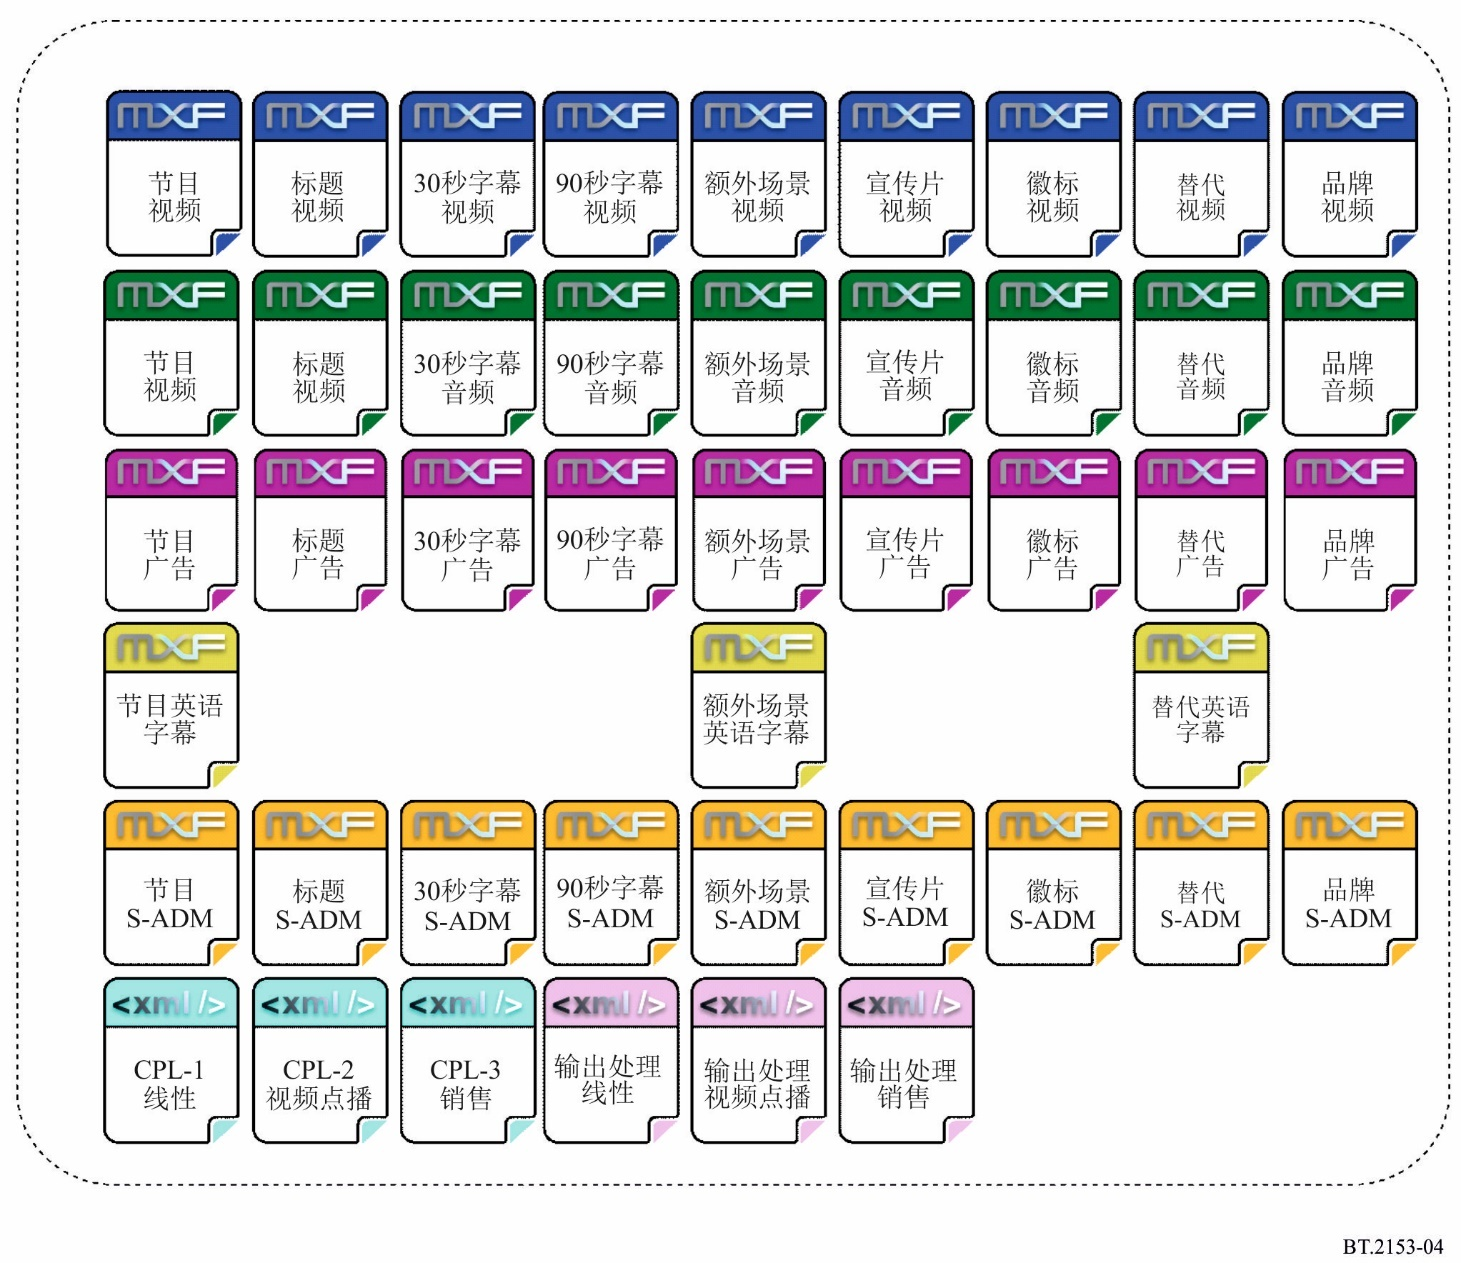 mxf mxf mxf mxf mxf mxf mxf mxf mxf
节目 标题 30秒字幕 90秒字幕 额外场景 宣传片 徽标 替代 品牌
视频 视频 视频 视频 视频 视频 视频 视频 视频
mxf mxf mxf mxf mxf mxf mxf mxf mxf
节目 标题 30秒字幕 90秒字幕 额外场景 宣传片 徽标 替代 品牌
视频 视频 音频 音频 音频 音频 音频 音频 音频
mxf mxf mxf mxf mxf mxf mxf mxf mxf
节目 标题 30秒字幕 90秒字幕 额外场景 宣传片 徽标 替代 品牌
广告 广告 广告 广告 广告 广告 广告 广告 广告
mxf mxf mxf
节目英语 额外场景 替代英语
字幕 英语字幕 字幕
mxf mxf mxf mxf mxf mxf mxf mxf mxf
节目 标题 30秒字幕 90秒字幕 额外场景 宣传片 徽标 替代 品牌
S-ADM S-ADM S-ADM S-ADM S-ADM S-ADM S-ADM S-ADM S-ADM
<xml/> <xml/> <xml/> <xml/> <xml/> <xml/>
CPL-1 CPL-2 CPL-3 输出处理 输出处理 输出处理
线性 视频点播 销售 线性 视频点播 销售
BT.2153-04